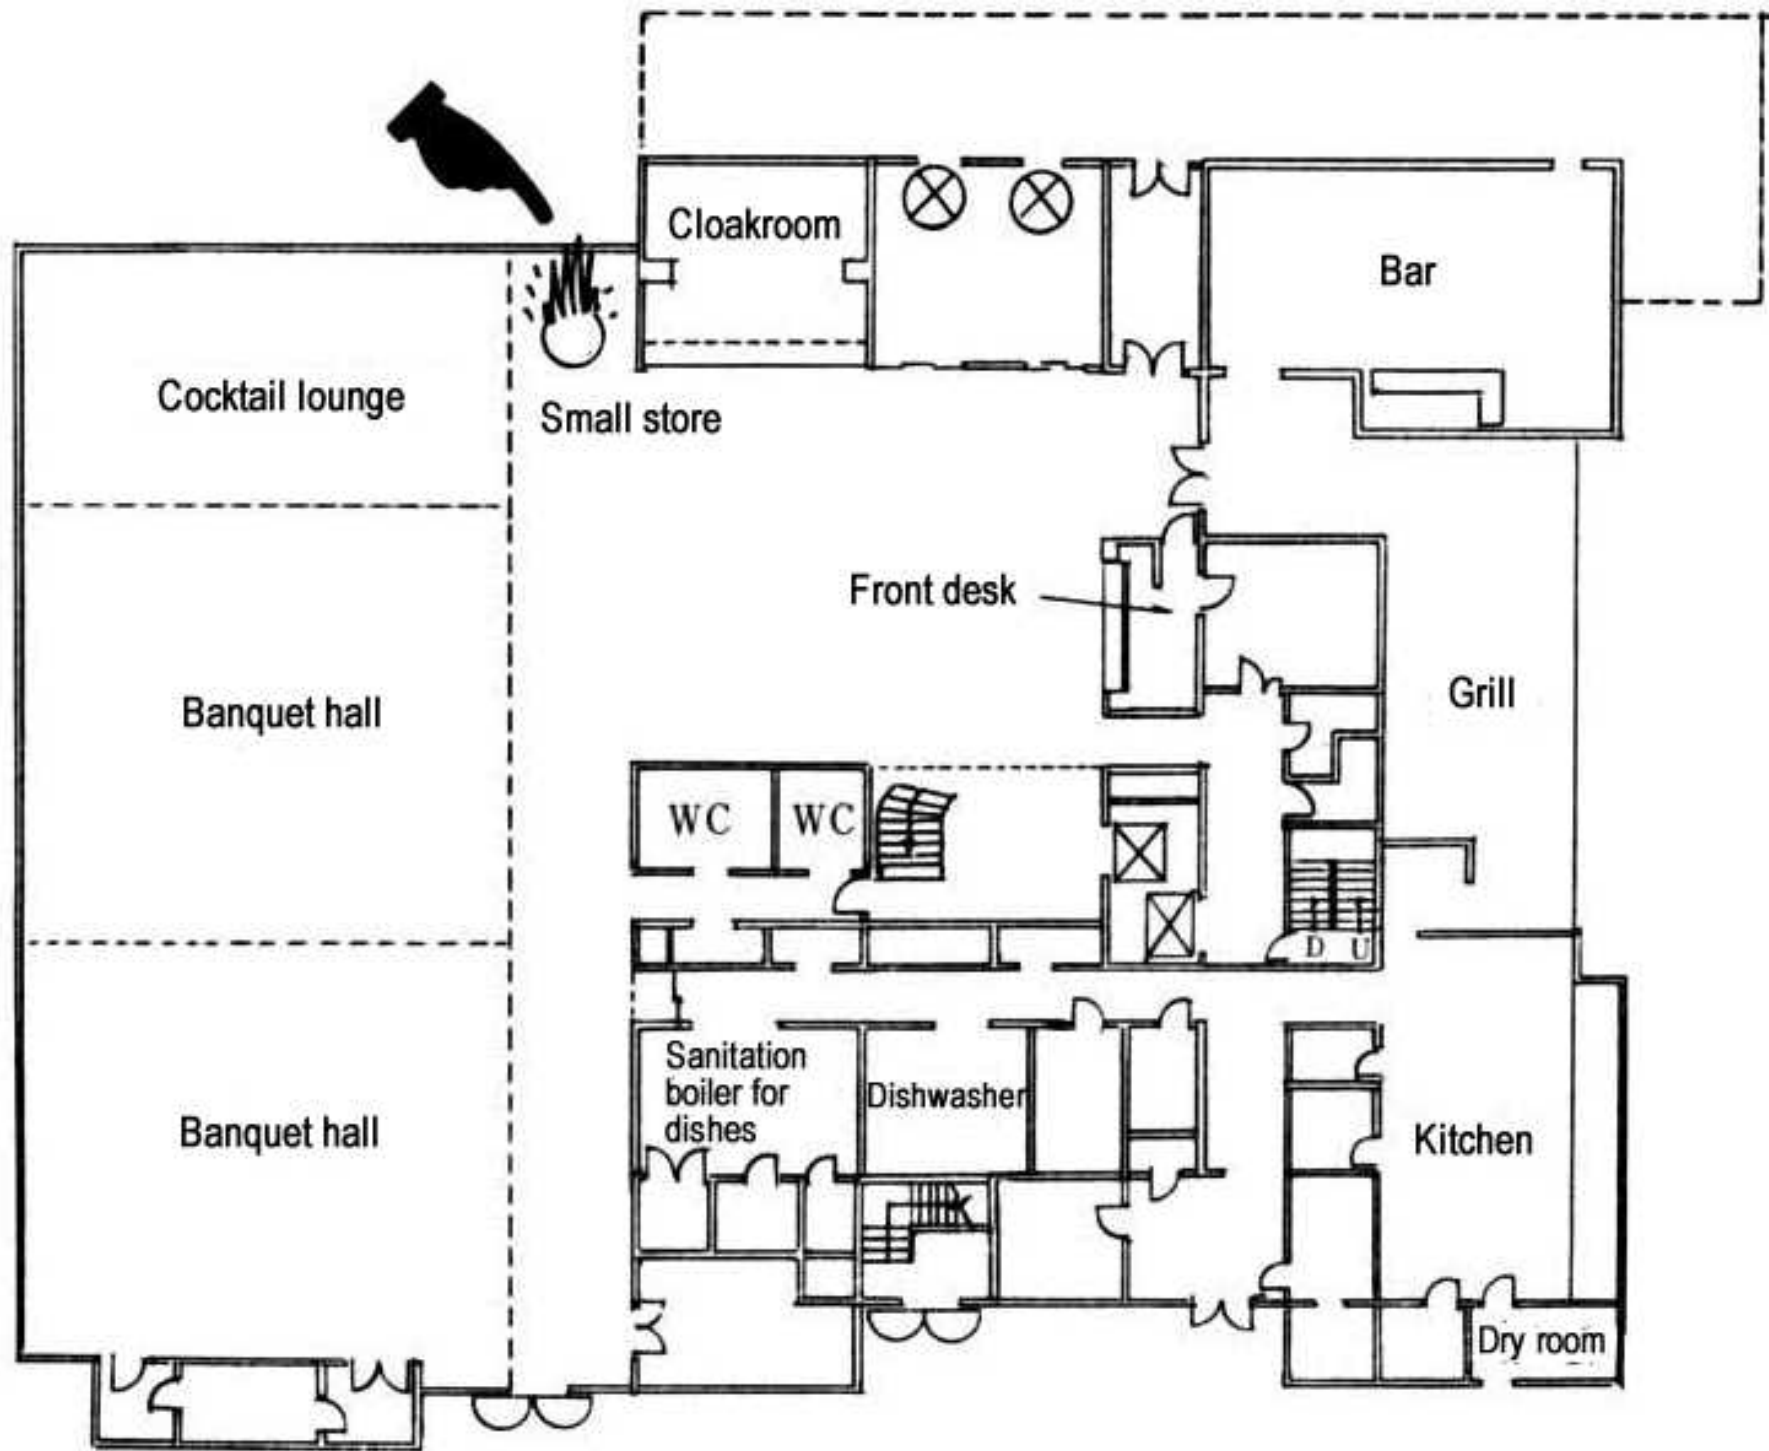 Cloakroom
Bar
Cocktail lounge
Small store
Front desk
Grill
Banquet hall
WC
WC
D
U
Sanitation
boiler for
dishes
Dishwasher
Banquet hall
Kitchen
Dry room